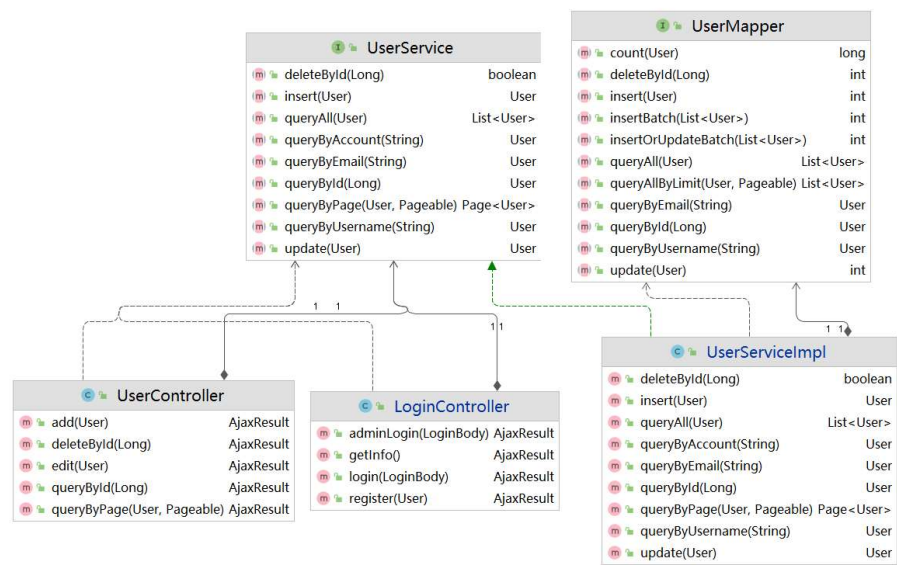 UserService
deleteById(Long) boolean
insert(User) User
queryAll(User) List<User>
queryByAccount(String) User
queryByEmail(String) User
queryById(Long) User
queryByPage(User, Pageable) Page<User>
queryByUsername(String) User
update(User) User
UserMapper
count(User) long
deleteById(Long) int
insert(User) int
insertBatch(List<User>) int
insertOrUpdateBatch(List<User>) int
queryAll(User) List<User>
queryAllByLimit(User, Pageable) List<User>
queryByEmail(String) User
queryById(Long) User
queryByUsername(String) User
update(User) int
1 1
1 1
1 1
UserController
add(User) AjaxResult
deleteById(Long) AjaxResult
edit(User) AjaxResult
queryById(Long) AjaxResult
queryByPage(User, Pageable) AjaxResult
LoginController
adminLogin(LoginBody) AjaxResult
getInfo() AjaxResult
login(LoginBody) AjaxResult
register(User) AjaxResult
UserServiceImpl
deleteById(Long) boolean
insert(User) User
queryAll(User) List<User>
queryByAccount(String) User
queryByEmail(String) User
queryById(Long) User
queryByPage(User, Pageable) Page<User>
queryByUsername(String) User
update(User) User